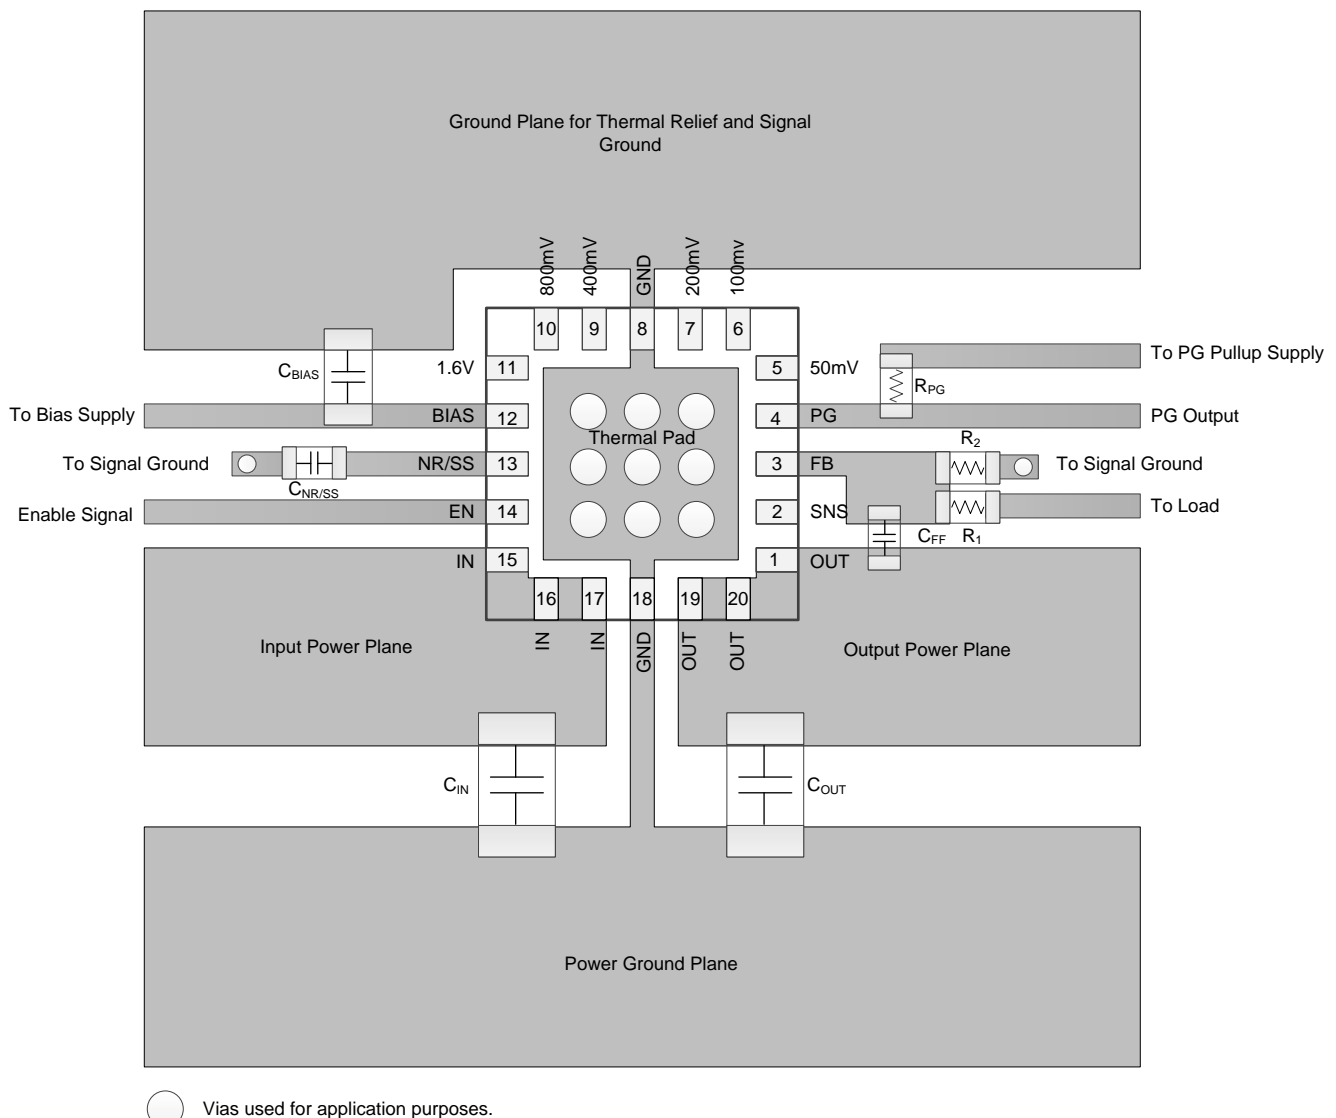 Ground Plane for Thermal Relief and Signal
Ground
800mV
400mV
GND
200mV
100mv
10
9
8
7
6
1.6V
11
5
50mV
To PG Pullup Supply
CBIAS
RPG
To Bias Supply
BIAS
12
4
PG
PG Output
Thermal Pad
R2
To Signal Ground
NR/SS
13
3
FB
To Signal Ground
CNR/SS
Enable Signal
EN
14
2
SNS
To Load
CFF
R1
IN
15
1
OUT
16
17
18
19
20
IN
IN
GND
OUT
OUT
Input Power Plane
Output Power Plane
CIN
COUT
Power Ground Plane
Vias used for application purposes.